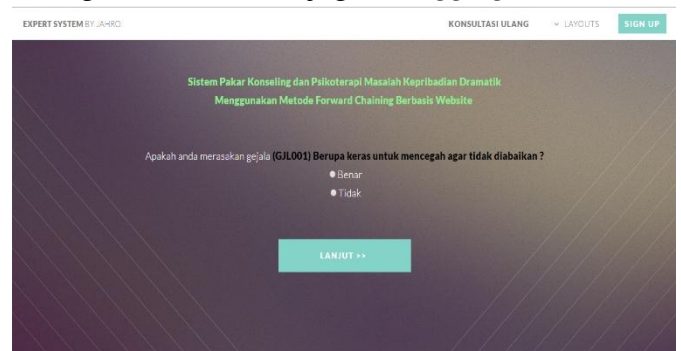 EXPERT SYSTEM BY JAHRO
KONSULTASI ULANG
LAYOUTS
SIGN UP
Sistem Pakar Konseling dan Psikoterapi Masalah Kepribadian Dramatik
Menggunakan Metode Forward Chaining Berbasis Website
Apakah anda merasakan gejala (GJL001) Berupa keras untuk mencegah agar tidak diabaikan ?
Benar
Tidak
LANJUT >>